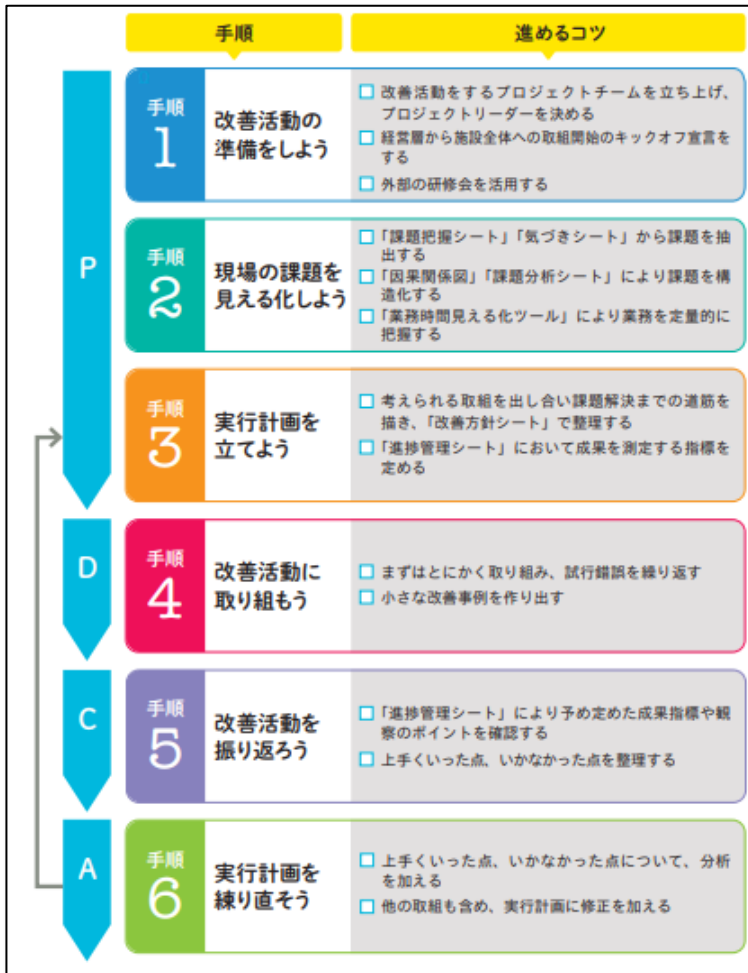 手順
進めるコツ
P
手順
1
改善活動の
準備をしよう
□ 改善活動をするプロジェクトチームを立ち上げ、
プロジェクトリーダーを決める
□ 経営層から施設全体への取組開始のキックオフ宣言を
する
□ 外部の研修会を活用する
手順
2
現場の課題を
見える化しよう
□ 「課題把握シート」「気づきシート」から課題を抽
出する
□ 「因果関係図」「課題分析シート」により課題を構
造化する
□ 「業務時間見える化ツール」により業務を定量的に
把握する
手順
3
実行計画を
立てよう
□ 考えられる取組を出し合い課題解決までの道筋を
描き、「改善方針シート」で整理する
□ 「進捗管理シート」において成果を測定する指標を
定める
D
手順
4
改善活動に
取り組もう
□ まずはとにかく取り組み、試行錯誤を繰り返す
□ 小さな改善事例を作り出す
C
手順
5
改善活動を
振り返ろう
□ 「進捗管理シート」により予め定めた成果指標や観
察のポイントを確認する
□ 上手くいった点、いかなかった点を整理する
A
手順
6
実行計画を
練り直そう
□ 上手くいった点、いかなかった点について、分析
を加える
□ 他の取組も含め、実行計画に修正を加える